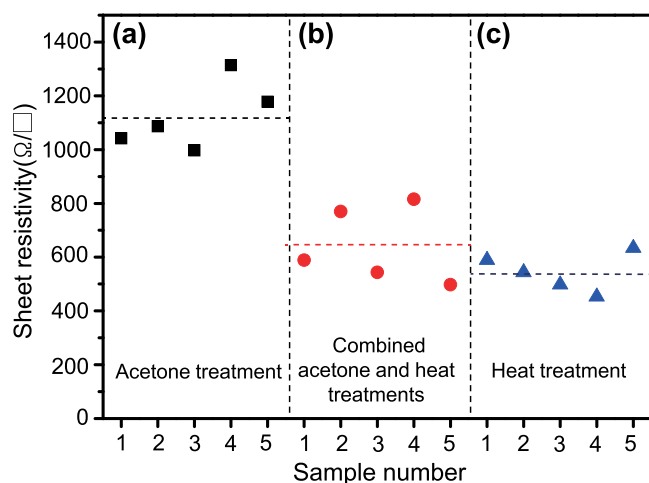 (a) (b) (c)
1400
1200
1000
800
600
400
200
0
Sheet resistivity(Ω/□)
Acetone treatment
Combined
acetone and heat
treatments
Heat treatment
1 2 3 4 5 1 2 3 4 5 1 2 3 4 5
Sample number